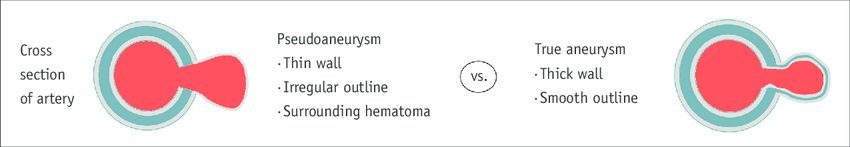 Cross
section
of artery
Pseudoaneurysm
· Thin wall
· Irregular outline
· Surrounding hematoma
vs.
True aneurysm
· Thick wall
· Smooth outline